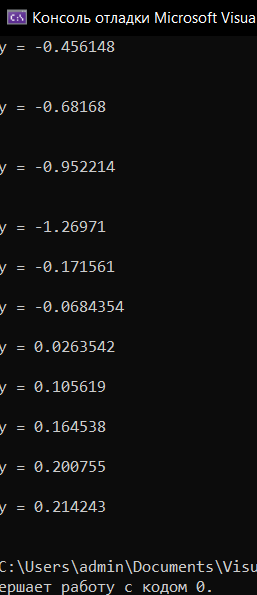 C:\ Консоль отладки Microsoft Visua
y = -0.456148
y = -0.68168
y = -0.952214
y = -1.26971
y = -0.171561
y = -0.0684354
y = 0.0263542
y = 0.105619
y = 0.164538
y = 0.200755
y = 0.214243
C:\Users\admin\Documents\Visu
ершает работу с кодом 0.